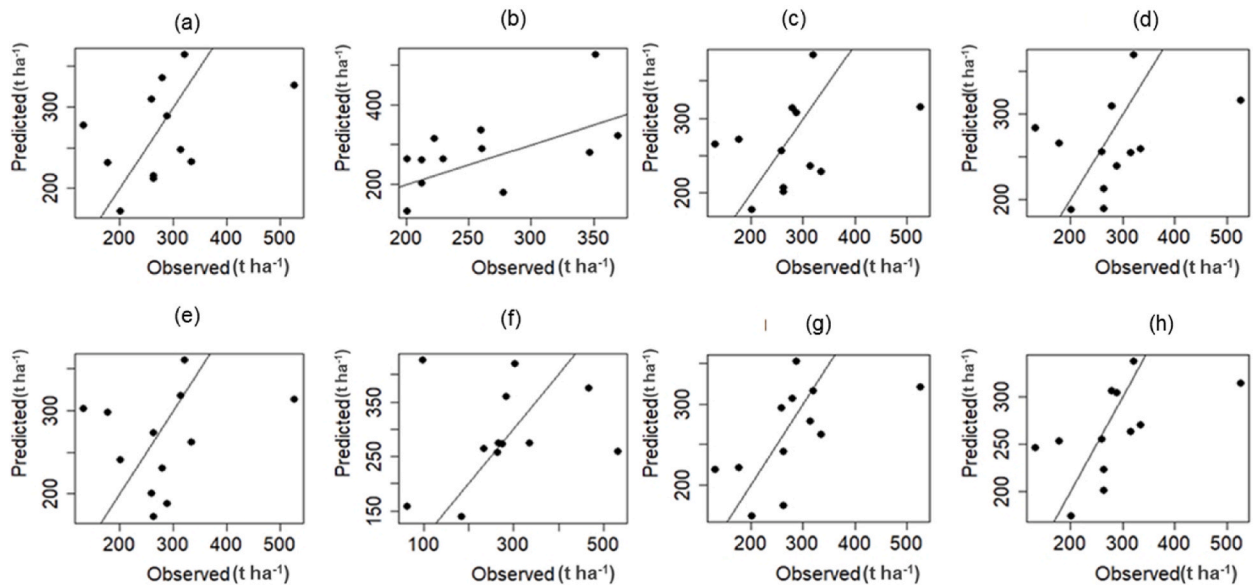 (a)
Predicted(t ha-1)
300
200
200 300 400 500
Observed(t ha-1)
(b)
Predicted(t ha-1)
400
200
200 250 300 350
Observed(t ha-1)
(c)
Predicted(t ha-1)
300
200
200 300 400 500
Observed(t ha-1)
(d)
Predicted(t ha-1)
300
200
200 300 400 500
Observed(t ha-1)
(e)
Predicted(t ha-1)
300
200
200 300 400 500
Observed(t ha-1)
(f)
Predicted(t ha-1)
350
250
150
100 300 500
Observed(t ha-1)
(g)
Predicted(t ha-1)
300
200
200 300 400 500
Observed(t ha-1)
(h)
Predicted(t ha-1)
300
250
200
200 300 400 500
Observed(t ha-1)